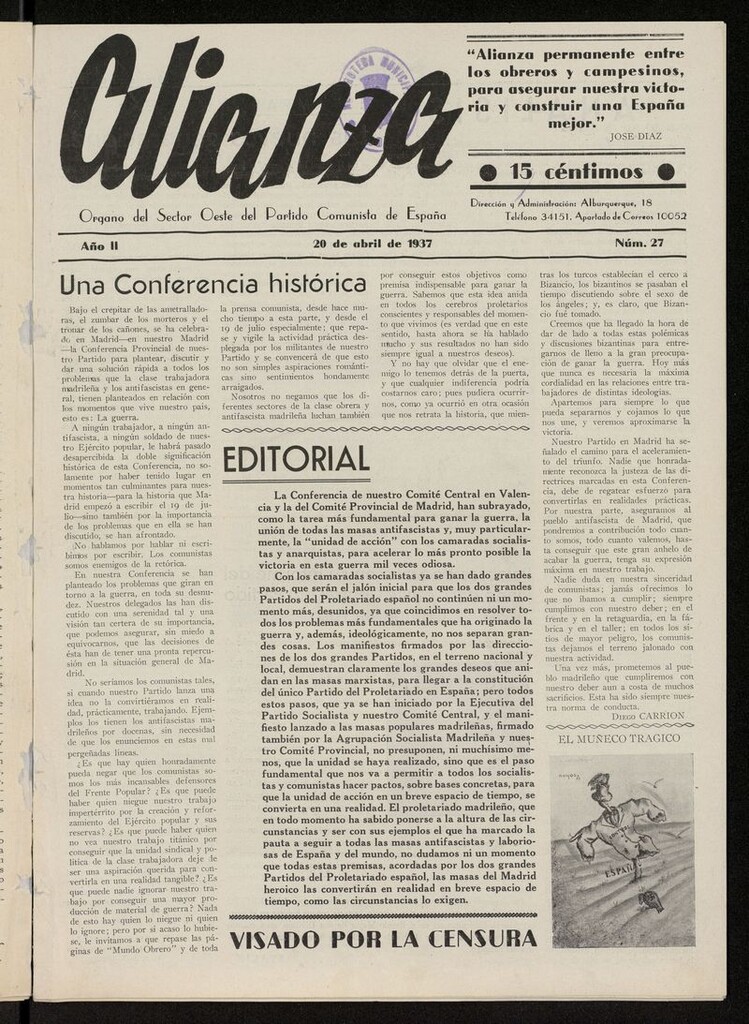 Alianza
"Alianza permanente entre
los obreros y campesinos,
para asegurar nuestra victo-
ria y construir una España
mejor."
JOSE DIAZ
15 céntimos
Organo del Sector Oeste del Partido Comunista de España
Dirección y Administración: Alburquerque, 18
Teléfono 34151. Apartado de Correos 10052
Año II
20 de abril de 1937
Núm. 27
Una Conferencia histórica
Bajo el crepitar de las ametrallado-
ras, el zumbar de los morteros y el
tronar de los cañones, se ha celebra-
do en Madrid—en nuestro Madrid
—la Conferencia Provincial de nues-
tro Partido para plantear, discutir y
dar una solución rápida a todos los
problemas que la clase trabajadora
madrileña y los antifascistas en gene-
ral, tienen planteados en relación con
los momentos que vive nuestro país,
esto es: La guerra.
A ningún trabajador, a ningún an-
tifascista, a ningún soldado de nues-
tro Ejército popular, le habrá pasado
desapercibida la doble significación
histórica de esta Conferencia, no so-
lamente por haber tenido lugar en
momentos tan culminantes para nues-
tra historia—para la historia que Ma-
drid empezó a escribir el 19 de ju-
lio—sino también por la importancia
de los problemas que en ella se han
discutido, se han afrontado.
No hablamos por hablar ni escri-
bimos por escribir. Los comunistas
somos enemigos de la retórica.
En nuestra Conferencia se han
planteado los problemas que giran en
torno a la guerra, en toda su desnu-
dez. Nuestros delegados las han dis-
cutido con una serenidad tal y una
visión tan certera de su importancia,
que podemos asegurar, sin miedo a
equivocarnos, que las decisiones de
ésta han de tener una pronta repercu-
sión en la situación general de Ma-
drid.
No seríamos los comunistas tales,
si cuando nuestro Partido lanza una
idea no la convirtiéramos en reali-
dad, prácticamente, trabajando. Ejem-
plos los tienen los antifascistas ma-
drileños por docenas, sin necesidad
de que los enunciemos en estas mal
pergeñadas líneas.
¿Es que hay quien honradamente
pueda negar que los comunistas so-
mos los más incansables defensores
del Frente Popular? ¿Es que puede
haber quien niegue nuestro trabajo
impertérrito por la creación y refor-
zamiento del Ejército popular y sus
reservas? ¿Es que puede haber quien
no vea nuestro trabajo titánico por
conseguir que la unidad sindical y po-
lítica de la clase trabajadora deje de
ser una aspiración querida para con-
vertirla en una realidad tangible? ¿Es
que puede nadie ignorar nuestro tra-
bajo por conseguir una mayor pro-
ducción de material de guerra? Nada
de esto hay quien lo niegue ni quien
lo ignore; pero por si acaso lo hubie-
se, le invitamos a que repase las pá-
ginas de "Mundo Obrero" y de toda
la prensa comunista, desde hace mu-
cho tiempo a esta parte, y desde el
19 de julio especialmente; que repa-
se y vigile la actividad práctica des-
plegada por los militantes de nuestro
Partido y se convencerá de que esto
no son simples aspiraciones románti-
cas sino sentimientos hondamente
arraigados.
Nosotros no negamos que los di-
ferentes sectores de la clase obrera y
antifascista madrileña luchan también
por conseguir estos objetivos como
premisa indispensable para ganar la
guerra. Sabemos que esta idea anida
en todos los cerebros proletarios
conscientes y responsables del momento
que vivimos (es verdad que en este
sentido, hasta ahora se ha hablado
mucho y sus resultados no han sido
siempre igual a nuestros deseos).
Y no hay que olvidar que el ene-
migo lo tenemos detrás de la puerta,
y que cualquier indiferencia podría
costarnos caro; pues pudiera ocurrir-
nos, como ya ocurrió en otra ocasión
que nos retrata la historia, que mien-
tras los turcos establecían el cerco a
Bizancio, los bizantinos se pasaban el
tiempo discutiendo sobre el sexo de
los ángeles; y, es claro, que Bizan-
cio fué tomado.
Creemos que ha llegado la hora de
dar de lado a todas estas polémicas
y discusiones bizantinas para entre-
garnos de lleno a la gran preocupa-
ción de ganar la guerra. Hoy más
que nunca es necesaria la máxima
cordialidad en las relaciones entre tra-
bajadores de distintas ideologías.
Apartemos para siempre lo que
pueda separarnos y cojamos lo que
nos une, y veremos aproximarse la
victoria.
Nuestro Partido en Madrid ha se-
ñalado el camino para el aceleramien-
to del triunfo. Nadie que honrada-
mente reconozca la justeza de las di-
rectrices marcadas en esta Conferen-
cia, debe de regatear esfuerzo para
convertirlas en realidades prácticas.
Por nuestra parte, aseguramos al
pueblo antifascista de Madrid, que
pondremos a contribución todo cuan-
to somos, todo cuanto valemos, has-
ta conseguir que este gran anhelo de
acabar la guerra, tenga su expresión
máxima en nuestro trabajo.
Nadie duda en nuestra sinceridad
de comunistas; jamás ofrecimos lo
que no íbamos a cumplir; siempre
cumplimos con nuestro deber; en el
frente y en la retaguardia, en la fá-
brica y en el taller; en todos los si-
tios de mayor peligro, los comunis-
tas dejamos el terreno jalonado con
nuestra actividad.
Una vez más, prometemos al pue-
blo madrileño que cumpliremos con
nuestro deber aun a costa de muchos
sacrificios. Esta ha sido siempre nues-
tra norma de conducta.
DIEGO CARRION
EDITORIAL
La Conferencia de nuestro Comité Central en Valen-
cia y la del Comité Provincial de Madrid, han subrayado,
como la tarea más fundamental para ganar la guerra, la
unión de todas las masas antifascistas y, muy particular-
mente, la "unidad de acción" con los camaradas socialis-
tas y anarquistas, para acelerar lo más pronto posible la
victoria en esta guerra mil veces odiosa.
Con los camaradas socialistas ya se han dado grandes
pasos, que serán el jalón inicial para que los dos grandes
Partidos del Proletariado español no continúen ni un mo-
mento más, desunidos, ya que coincidimos en resolver to-
dos los problemas más fundamentales que ha originado la
guerra y, además, ideológicamente, no nos separan gran-
des cosas. Los manifiestos firmados por las direccio-
nes de los dos grandes Partidos, en el terreno nacional y
local, demuestran claramente los grandes deseos que ani-
dan en las masas marxistas, para llegar a la constitución
del único Partido del Proletariado en España; pero todos
estos pasos, que ya se han iniciado por la Ejecutiva del
Partido Socialista y nuestro Comité Central, y el mani-
fiesto lanzado a las masas populares madrileñas, firmado
también por la Agrupación Socialista Madrileña y nues-
tro Comité Provincial, no presuponen, ni muchísimo me-
nos, que la unidad se haya realizado, sino que es el paso
fundamental que nos va a permitir a todos los socialis-
tas y comunistas hacer pactos, sobre bases concretas, para
que la unidad de acción en un breve espacio de tiempo, se
convierta en una realidad. El proletariado madrileño, que
en todo momento ha sabido ponerse a la altura de las cir-
cunstancias y ser con sus ejemplos el que ha marcado la
pauta a seguir a todas las masas antifascistas y laborio-
sas de España y del mundo, no dudamos ni un momento
que todas estas premisas, acordadas por los dos grandes
Partidos del Proletariado español, las masas del Madrid
heroico las convertirán en realidad en breve espacio de
tiempo, como las circunstancias lo exigen.
VISADO POR LA CENSURA
EL MUÑECO TRAGICO
ESPAÑA